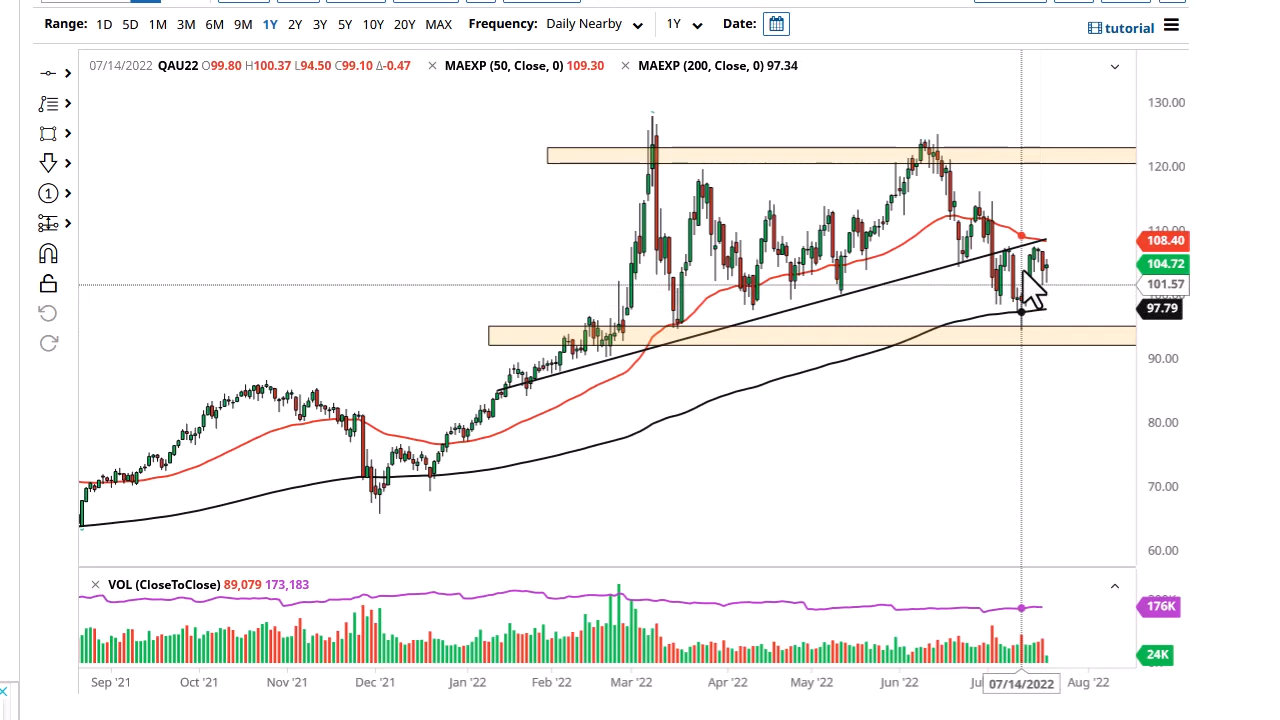 Range: 1D 5D 1M 3M 6M 9M 1Y 2Y 3Y 5Y 10Y 20Y MAX Frequency: Daily Nearby 1Y Date: tutorial
07/14/2022 QAU22 O99.80 H100.37 L94.50 C99.10 Δ-0.47 × MAEXP (50, Close, 0) 109.30 × MAEXP (200, Close, 0) 97.34
130.00
120.00
110.00
108.40
104.72
101.57
97.79
90.00
80.00
70.00
60.00
1
× VOL (CloseToClose) 89,079 173,183
176K
24K
Sep '21 Oct '21 Nov '21 Dec '21 Jan '22 Feb '22 Mar '22 Apr '22 May '22 Jun '22 07/14/2022 Aug '22